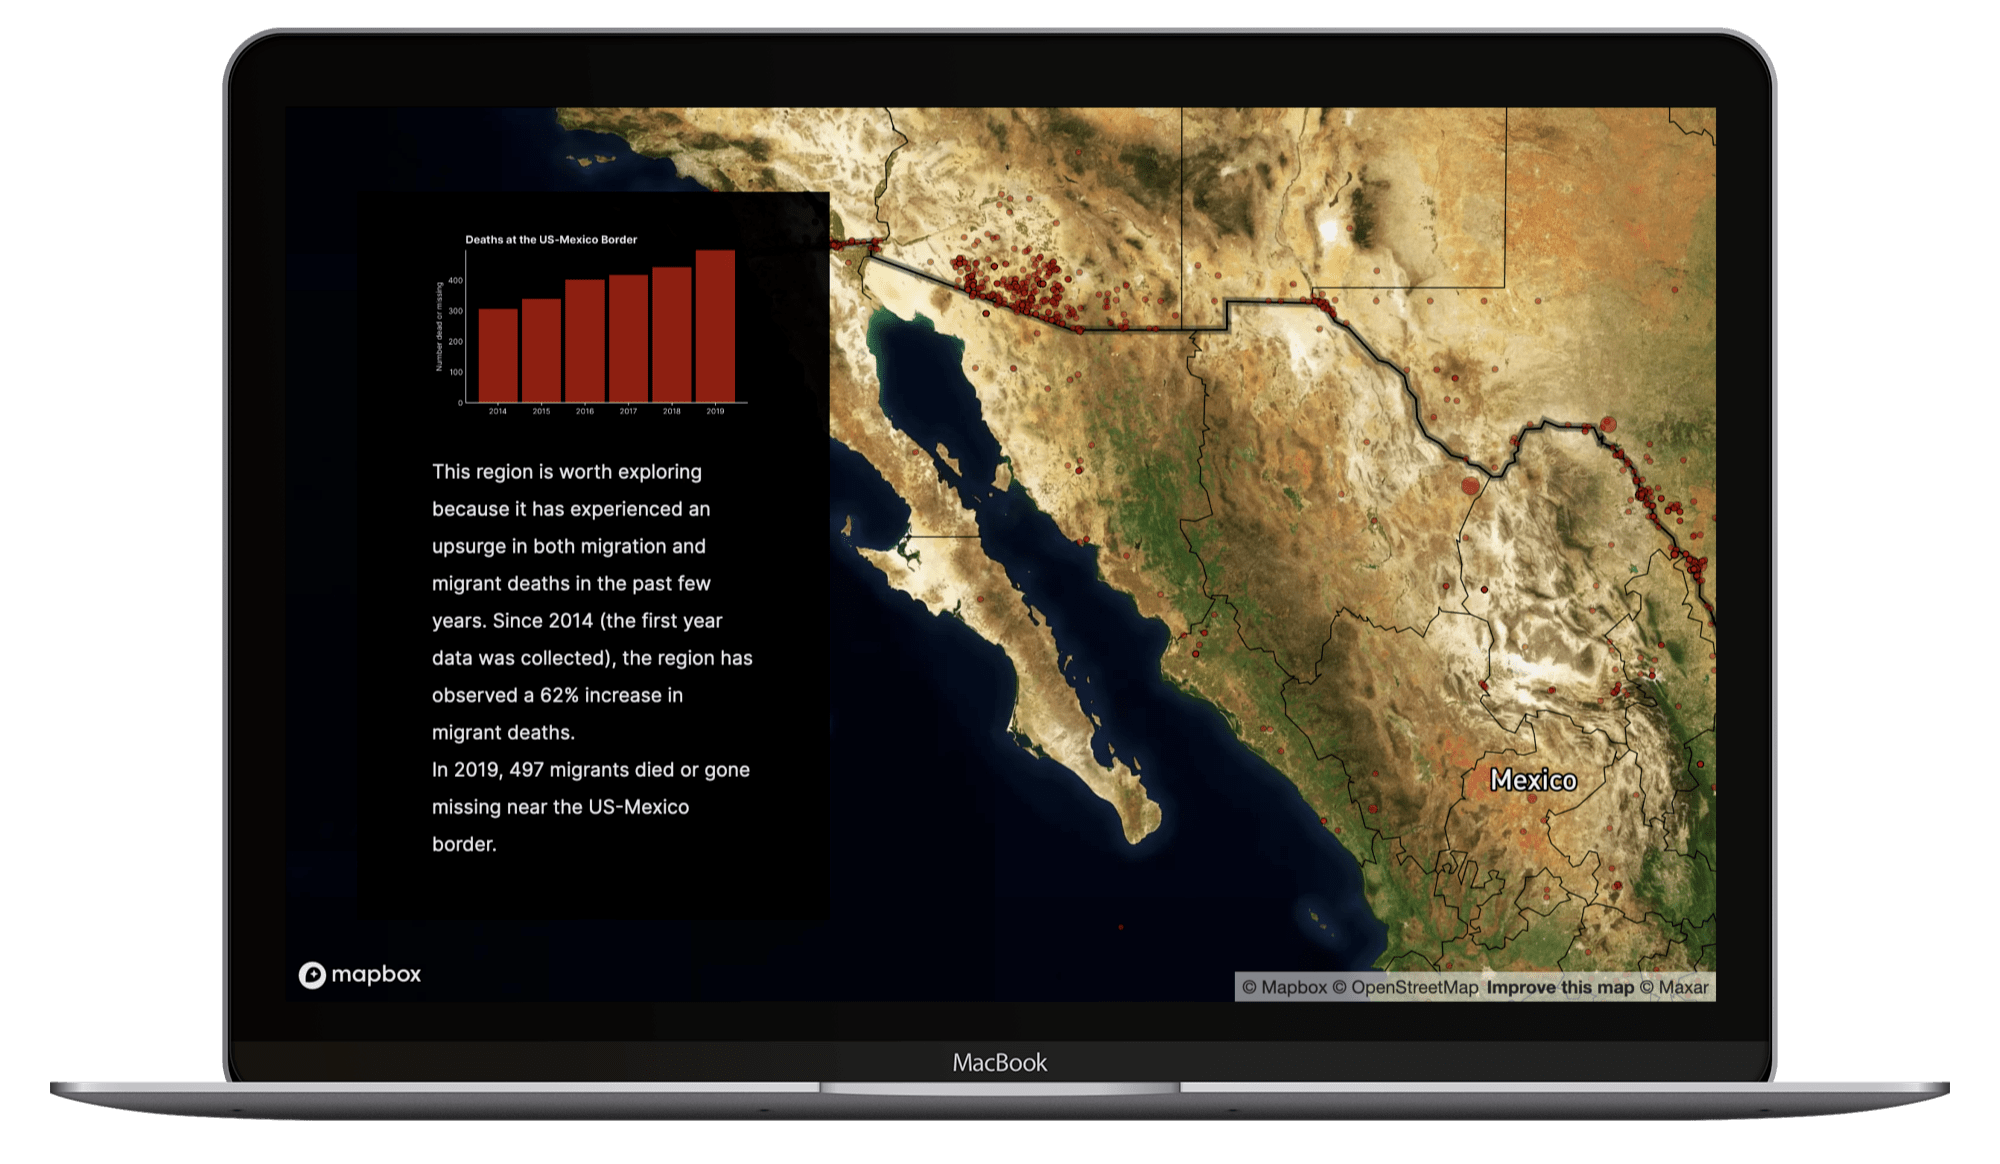 Deaths at the US-Mexico Border
Number dead or missing
400
300
200
100
0
2014 2015 2016 2017 2018 2019
This region is worth exploring
because it has experienced an
upsurge in both migration and
migrant deaths in the past few
years. Since 2014 (the first year
data was collected), the region has
observed a 62% increase in
migrant deaths.
In 2019, 497 migrants died or gone
missing near the US-Mexico
border.
Mexico
mapbox
© Mapbox © OpenStreetMap Improve this map © Maxar
MacBook